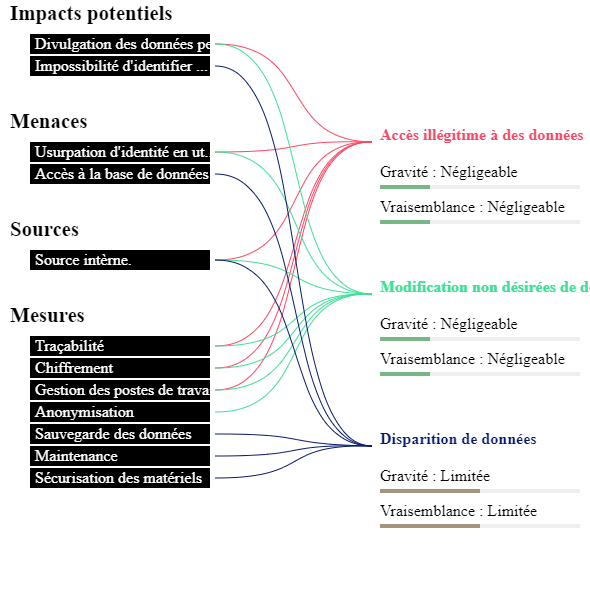 Impacts potentiels
Divulgation des données pe
Impossibilité d'identifier ...
Menaces
Usurpation d'identité en ut...
Accès à la base de données
Sources
Source intèrne.
Mesures
Traçabilité
Chiffrement
Gestion des postes de trava
Anonymisation
Sauvegarde des données
Maintenance
Sécurisation des matériels
Accès illégitime à des données
Gravité : Négligeable
Vraisemblance : Négligeable
Modification non désirées de d
Gravité : Négligeable
Vraisemblance : Négligeable
Disparition de données
Gravité : Limitée
Vraisemblance : Limitée